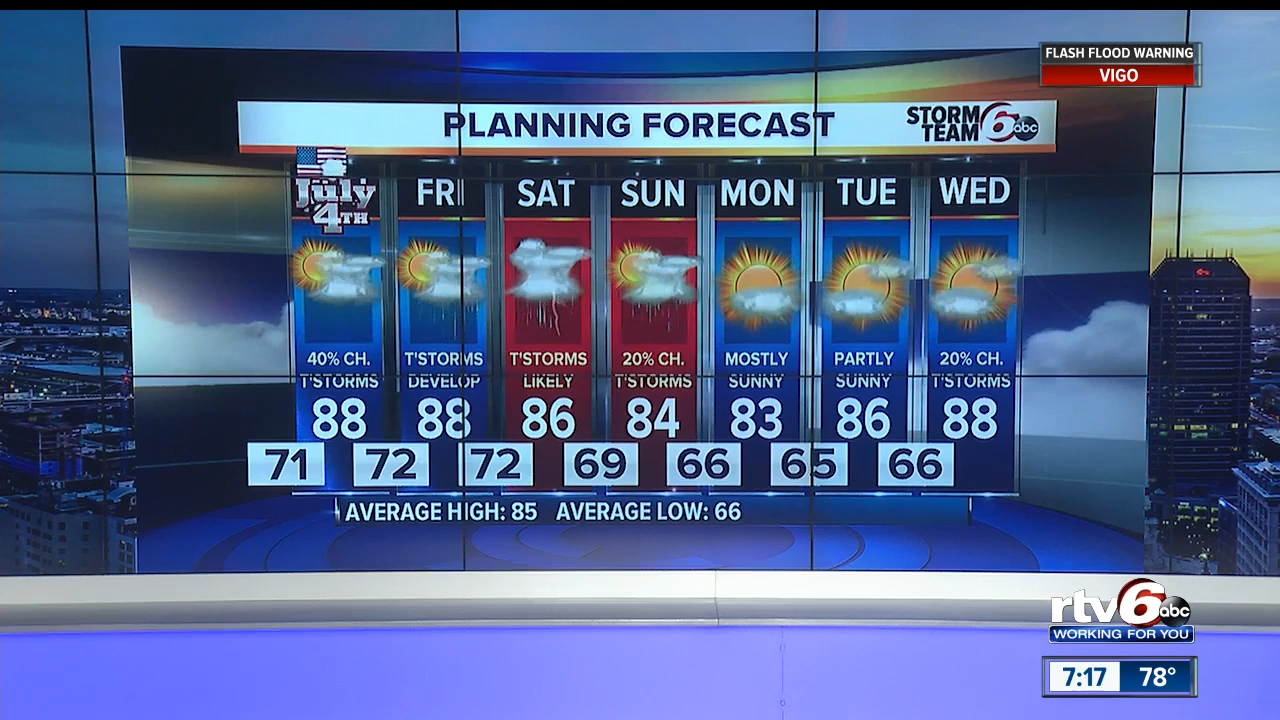 FLASH FLOOD WARNING
VIGO
PLANNING FORECAST
STORM
TEAM 6 abc
July
4TH
FRI
SAT
SUN
MON
TUE
WED
40% CH.
T'STORMS
88
T'STORMS
DEVELOP
88
T'STORMS
LIKELY
86
20% CH.
T'STORMS
84
MOSTLY
SUNNY
83
PARTLY
SUNNY
86
20% CH.
T'STORMS
88
71 72 72 69 66 65 66
AVERAGE HIGH: 85 AVERAGE LOW: 66
rtv6 abc
WORKING FOR YOU
7:17 78°